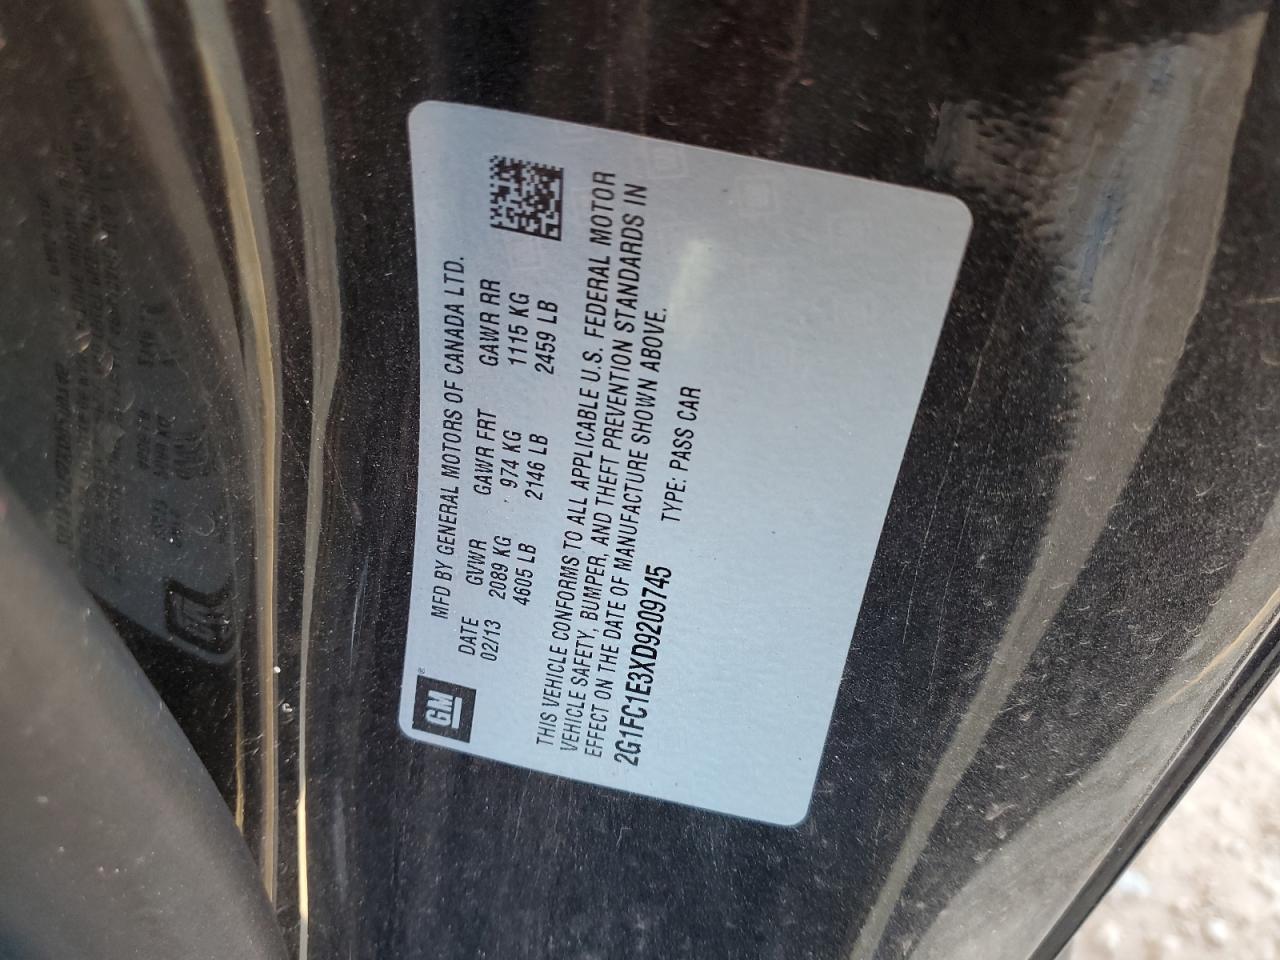 GM ®
MFD BY GENERAL MOTORS OF CANADA LTD.
DATE GVWR GAWR FRT GAWR RR
02/13 2089 KG 974 KG 1115 KG
4605 LB 2146 LB 2459 LB
THIS VEHICLE CONFORMS TO ALL APPLICABLE U.S. FEDERAL MOTOR
VEHICLE SAFETY, BUMPER, AND THEFT PREVENTION STANDARDS IN
EFFECT ON THE DATE OF MANUFACTURE SHOWN ABOVE.
2G1FC1E3XD9209745 TYPE: PASS CAR